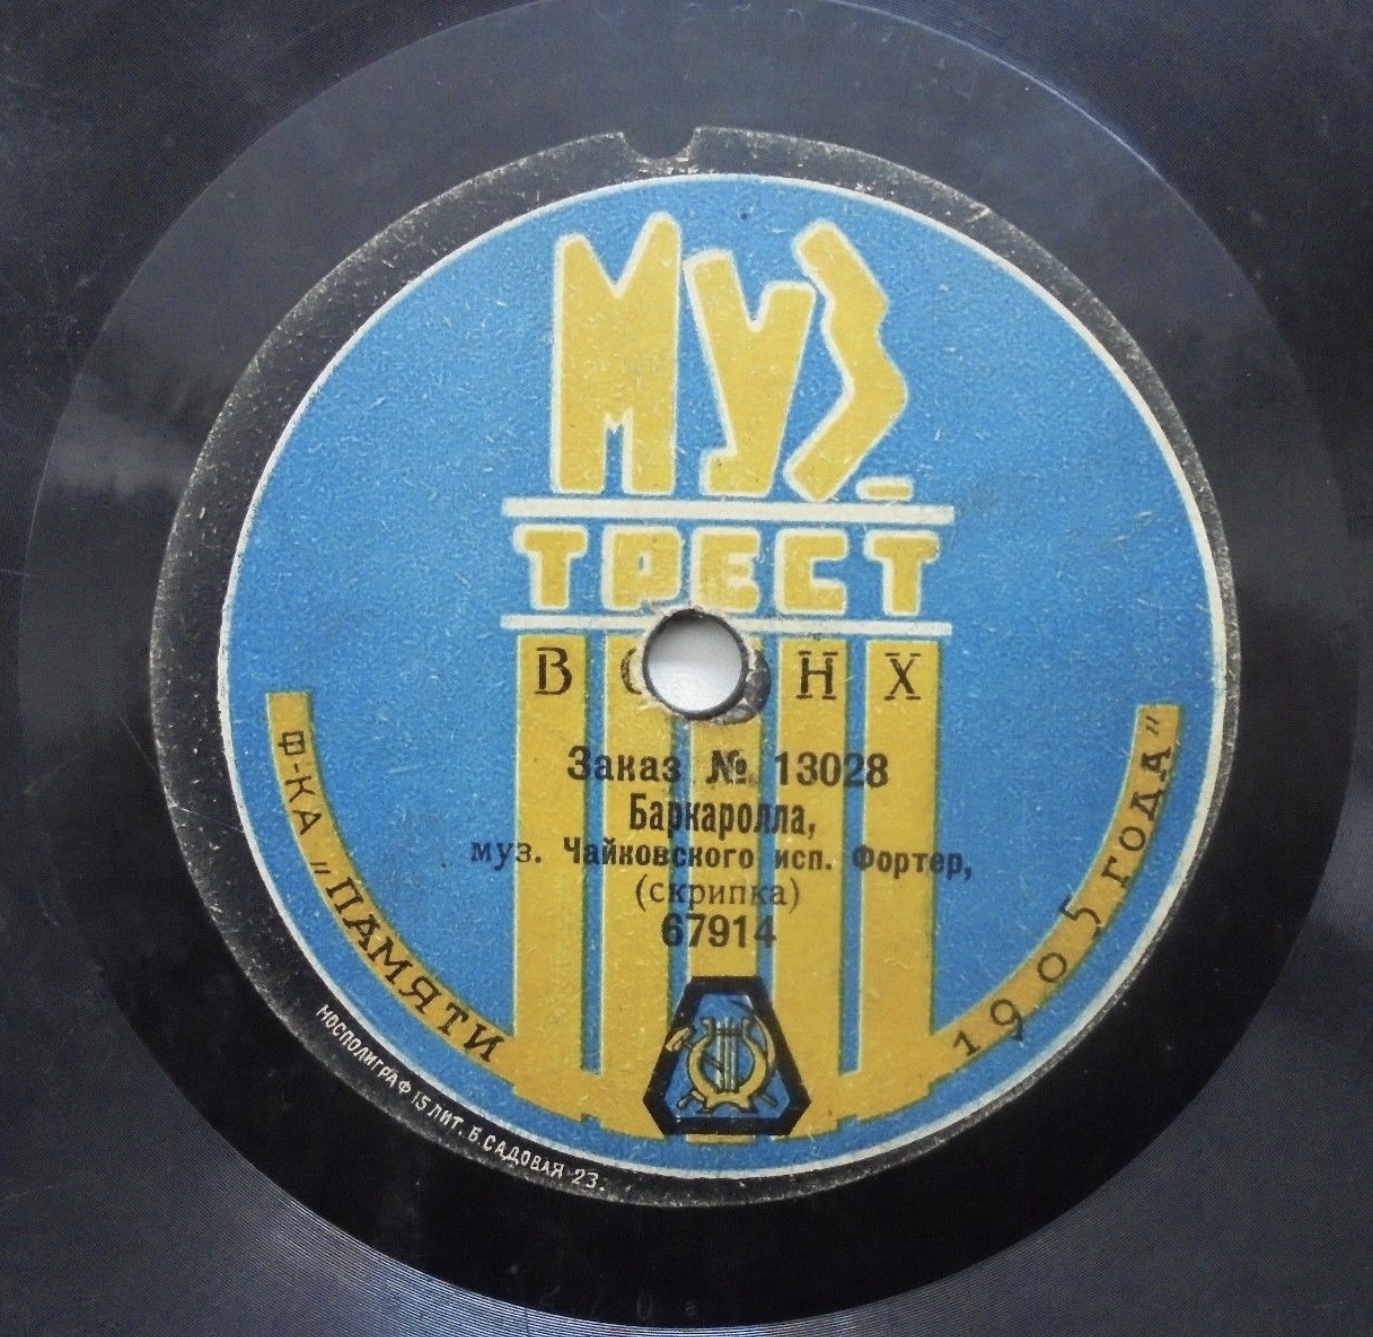 МУЗ-
ТРЕСТ
В С Н Х
Заказ № 13028
Баркаролла,
муз. Чайковского исп. Фортер,
(скрипка)
67914
Ф-КА „ПАМЯТИ 1905 ГОДА"
МОСПОЛИГРАФ 15 ЛИТ. Б. САДОВАЯ 23.